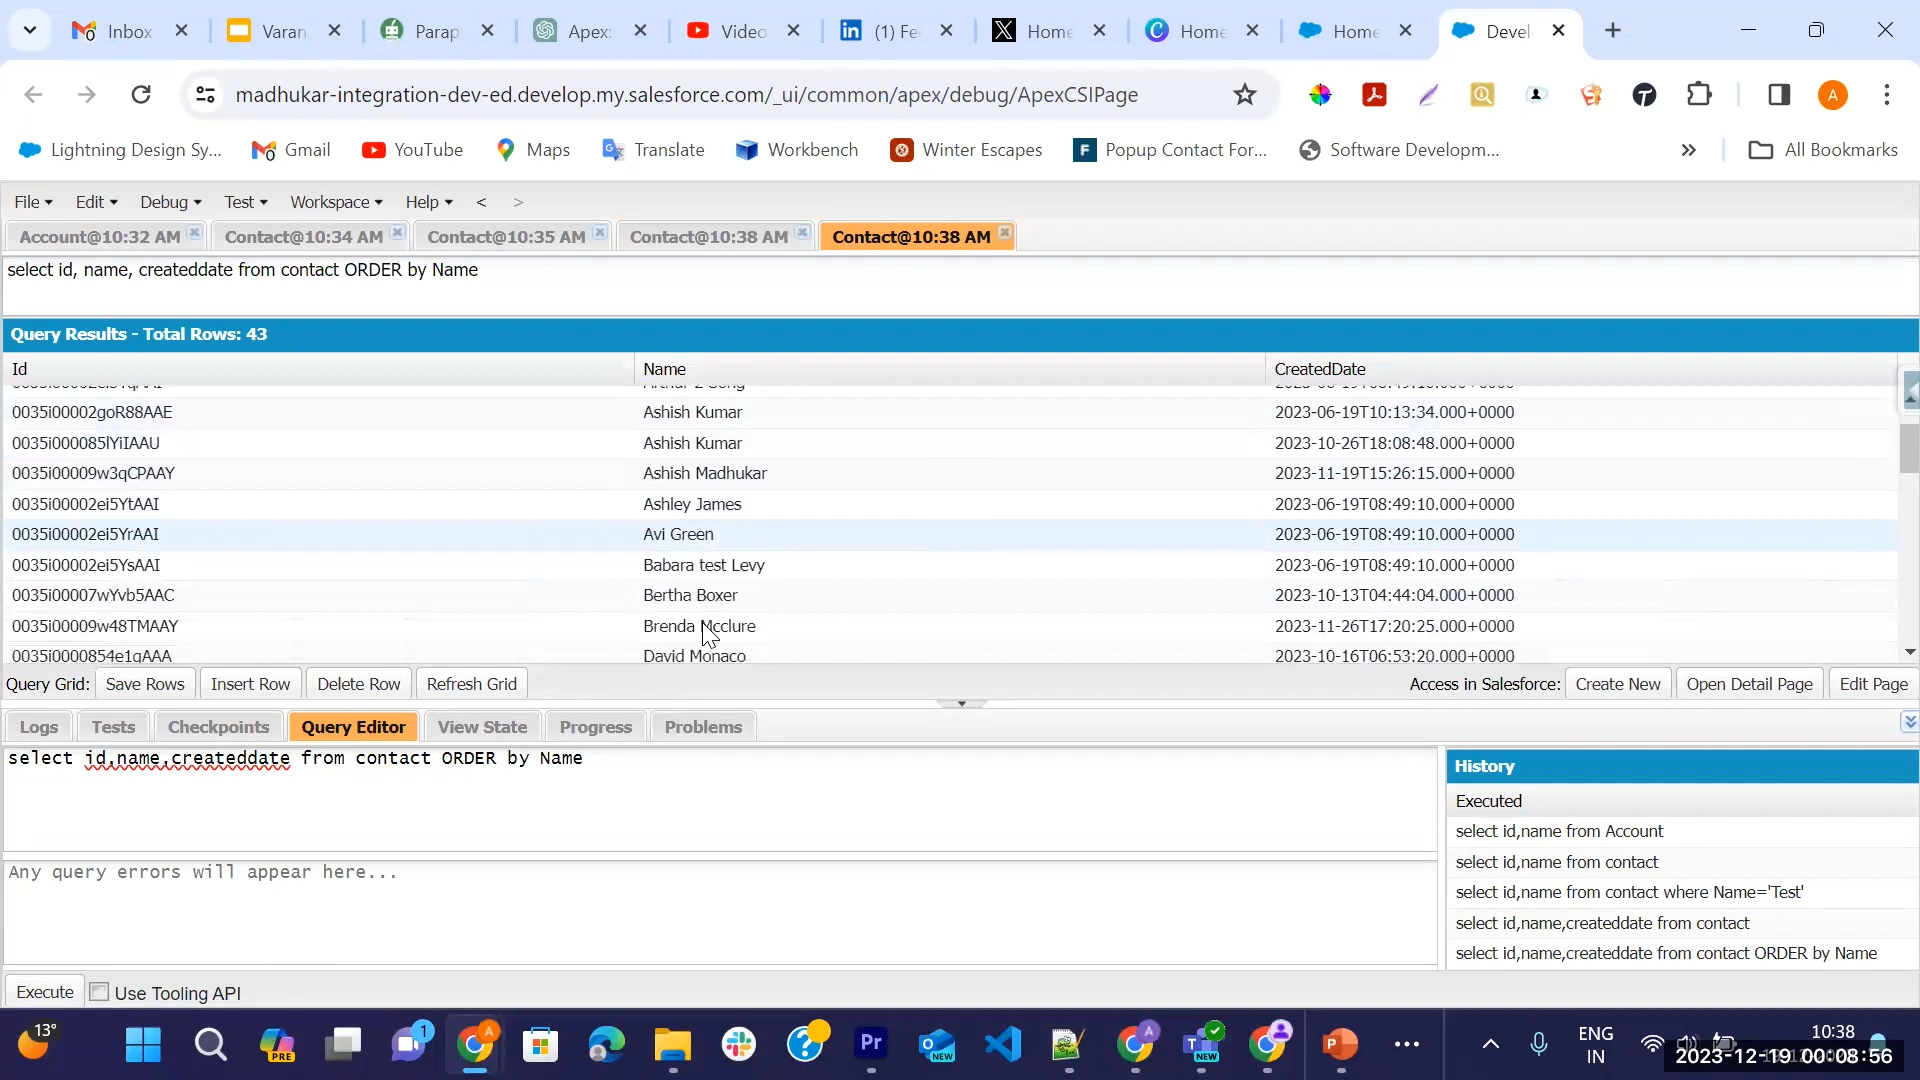 Inbox
Varan
Parap
Apex:
Video
(1) Fe
Home
Home
Home
Devel
madhukar-integration-dev-ed.develop.my.salesforce.com/_ui/common/apex/debug/ApexCSIPage
A
Lightning Design Sy...
Gmail
YouTube
Maps
Translate
Workbench
Winter Escapes
Popup Contact For...
Software Developm...
All Bookmarks
File Edit Debug Test Workspace Help < >
Account@10:32 AM
Contact@10:34 AM
Contact@10:35 AM
Contact@10:38 AM
Contact@10:38 AM
select id, name, createddate from contact ORDER by Name
Query Results - Total Rows: 43
Id Name CreatedDate
0035i00002goR88AAE Ashish Kumar 2023-06-19T10:13:34.000+0000
0035i000085lYiIAAU Ashish Kumar 2023-10-26T18:08:48.000+0000
0035i00009w3qCPAAY Ashish Madhukar 2023-11-19T15:26:15.000+0000
0035i00002ei5YtAAI Ashley James 2023-06-19T08:49:10.000+0000
0035i00002ei5YrAAI Avi Green 2023-06-19T08:49:10.000+0000
0035i00002ei5YsAAI Babara test Levy 2023-06-19T08:49:10.000+0000
0035i00007wYvb5AAC Bertha Boxer 2023-10-13T04:44:04.000+0000
0035i00009w48TMAAY Brenda Mcclure 2023-11-26T17:20:25.000+0000
0035i0000854e1qAAA David Monaco 2023-10-16T06:53:20.000+0000
Query Grid: Save Rows Insert Row Delete Row Refresh Grid
Access in Salesforce: Create New Open Detail Page Edit Page
Logs Tests Checkpoints Query Editor View State Progress Problems
select id,name,createddate from contact ORDER by Name
Any query errors will appear here...
History
Executed
select id,name from Account
select id,name from contact
select id,name from contact where Name='Test'
select id,name,createddate from contact
select id,name,createddate from contact ORDER by Name
Execute Use Tooling API
13°
PRE
1
A
Pr
NEW
A
NEW
P
ENG
IN
10:38
2023-12-19 00:08:56